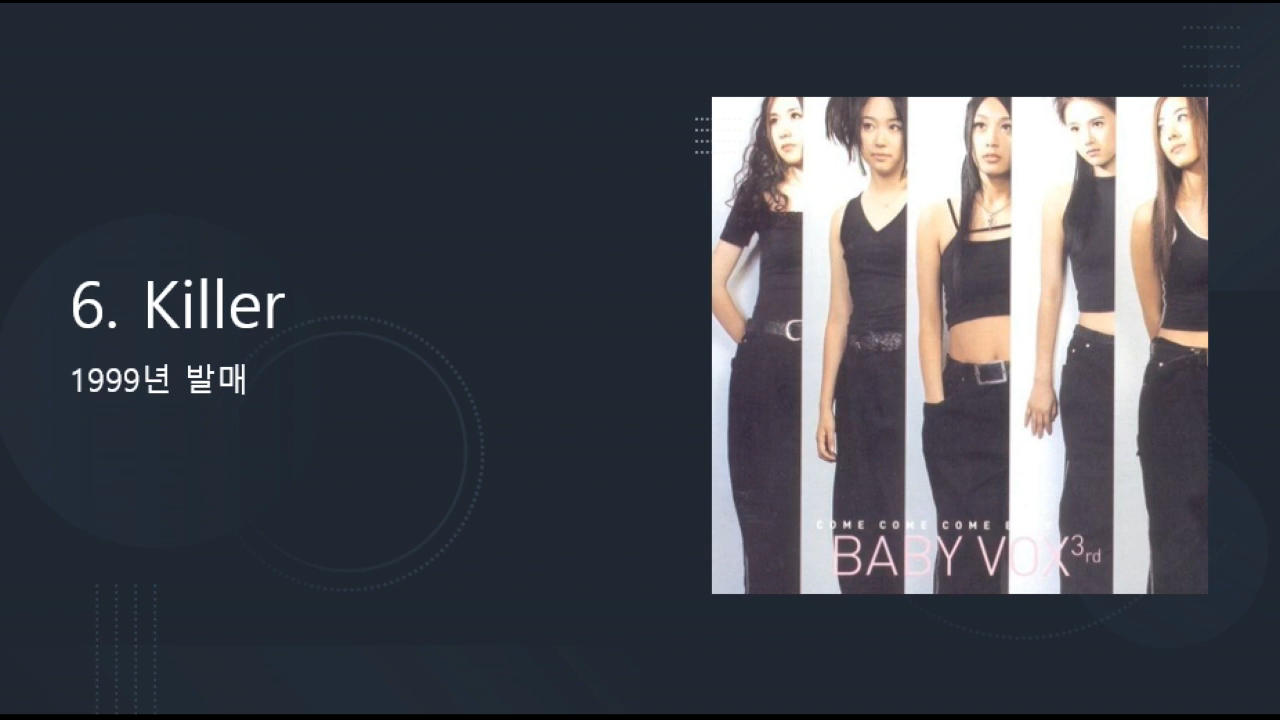 6. Killer
1999년 발매
COME COME COME
BABY VOX 3rd